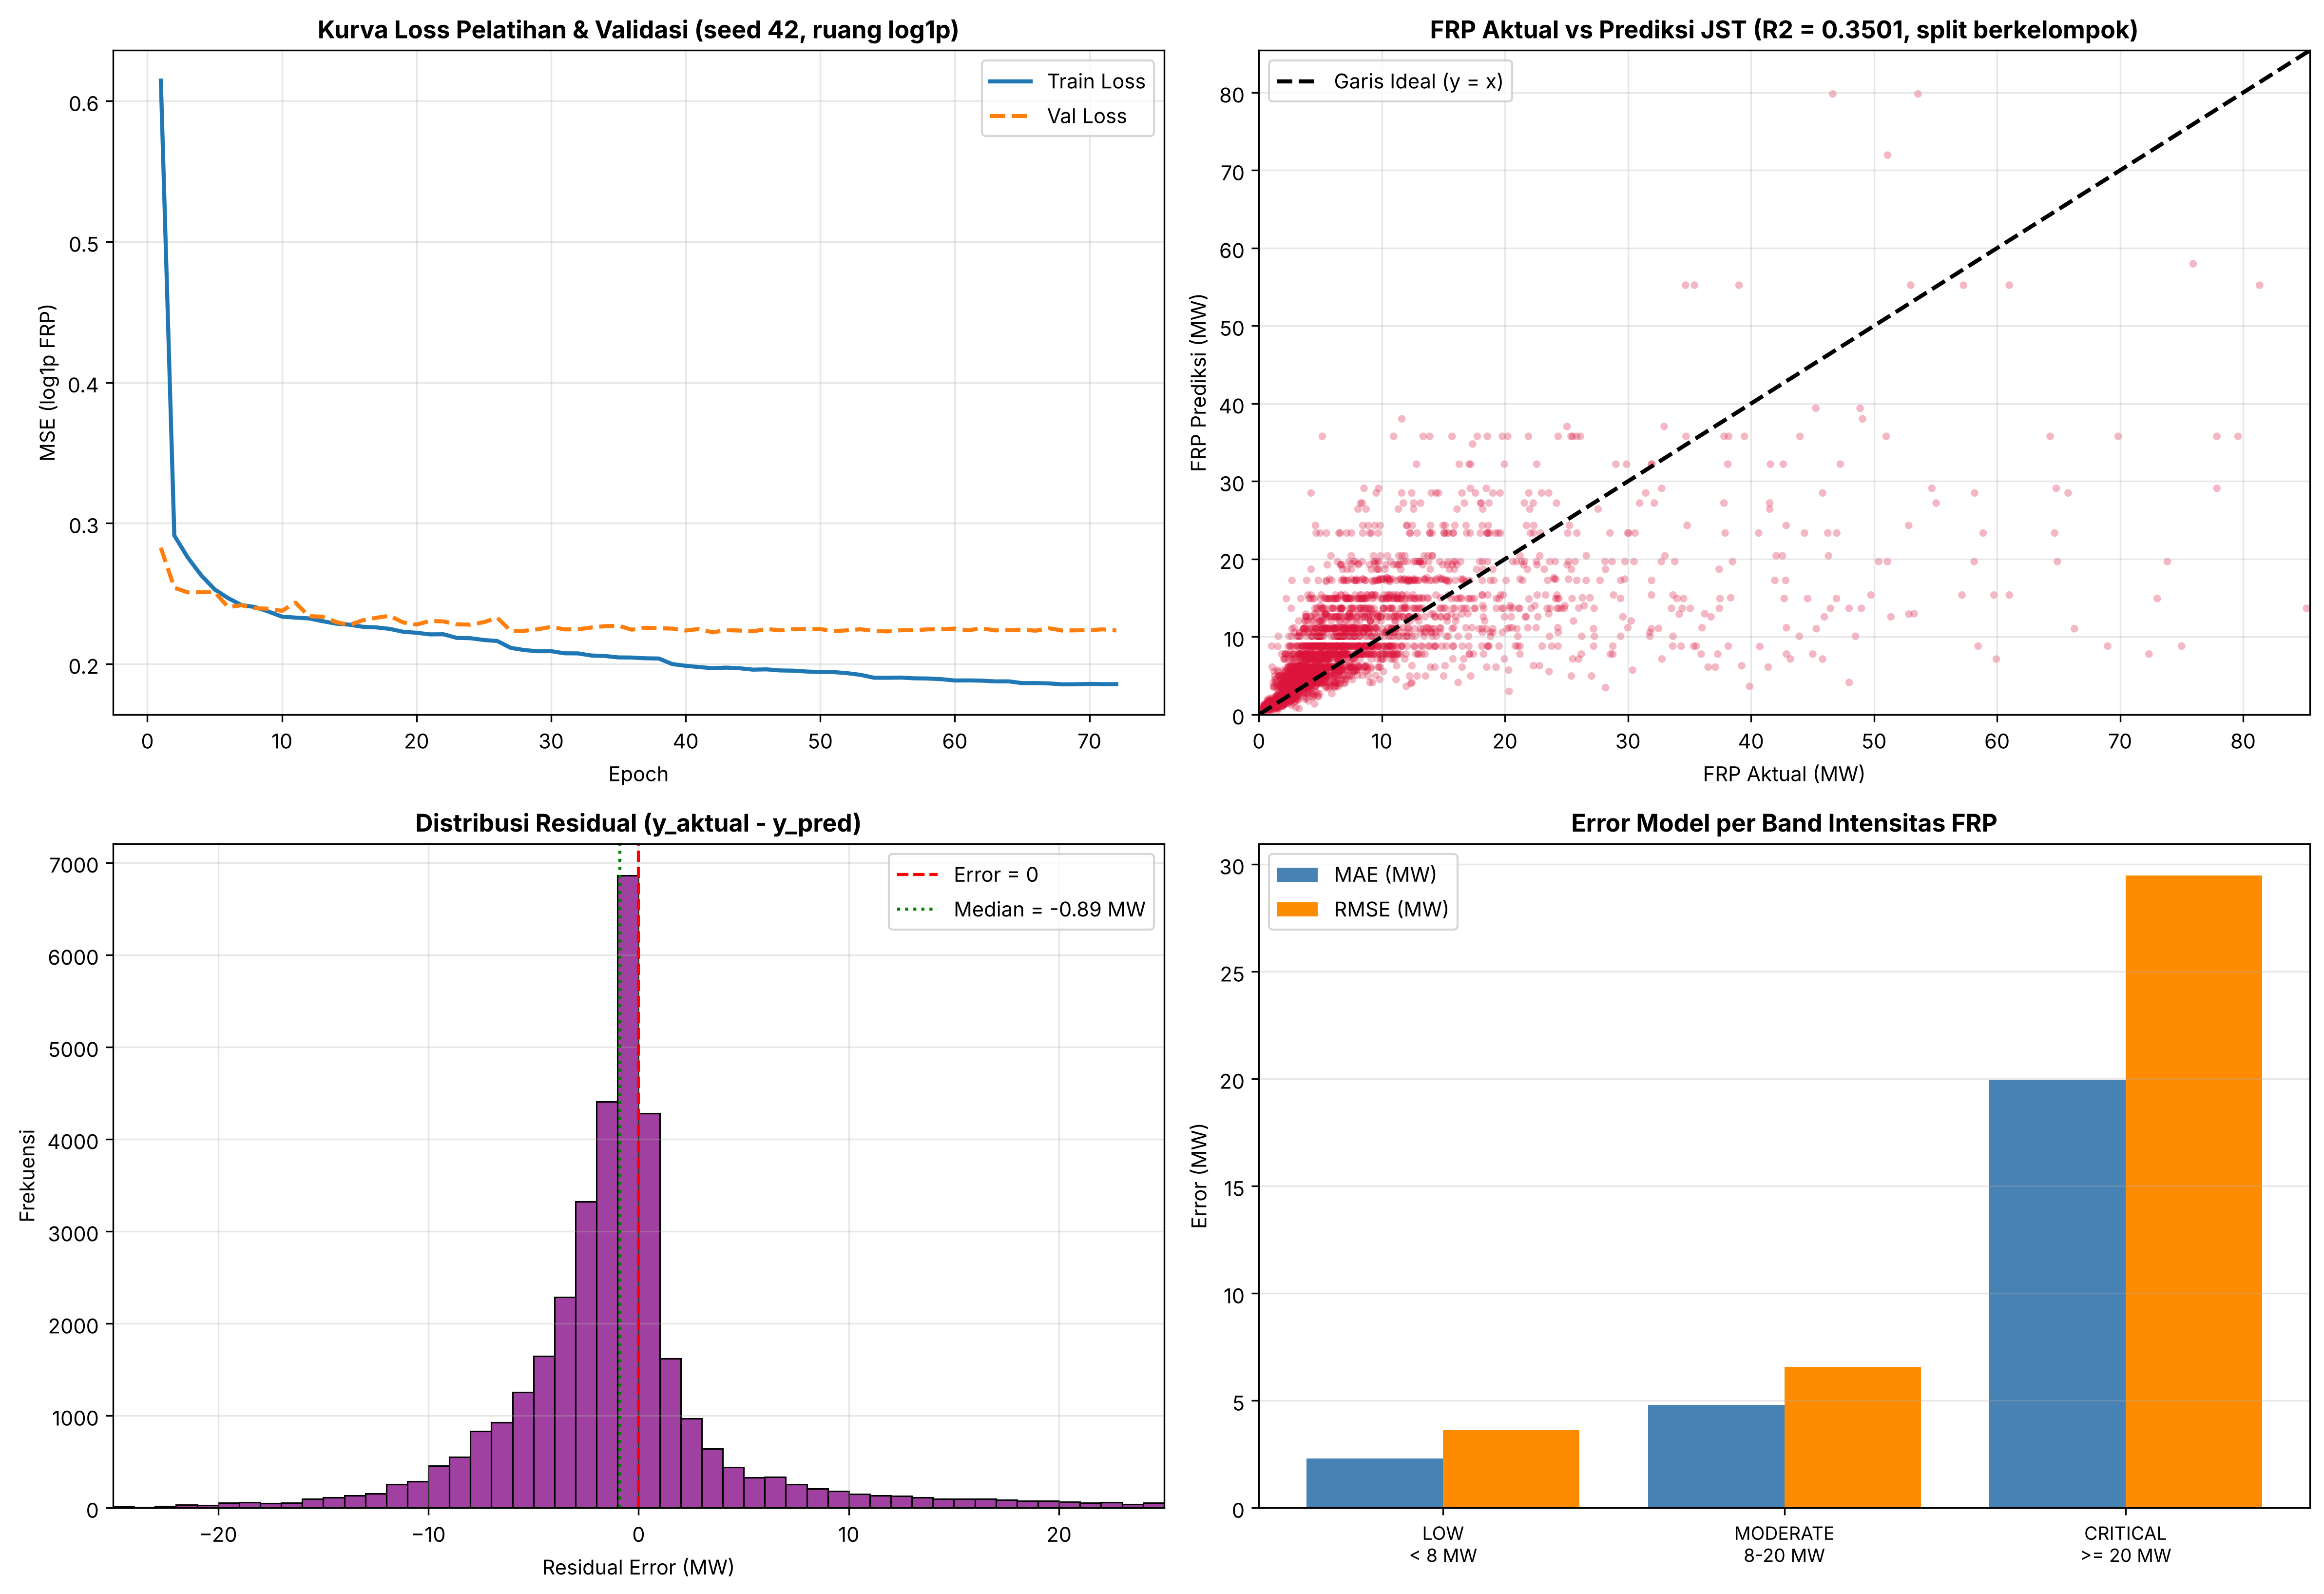 Kurva Loss Pelatihan & Validasi (seed 42, ruang log1p)
Train Loss
Val Loss
MSE (log1p FRP)
0.6
0.5
0.4
0.3
0.2
0 10 20 30 40 50 60 70
Epoch
FRP Aktual vs Prediksi JST (R2 = 0.3501, split berkelompok)
Garis Ideal (y = x)
FRP Prediksi (MW)
80
70
60
50
40
30
20
10
0
0 10 20 30 40 50 60 70 80
FRP Aktual (MW)
Distribusi Residual (y_aktual - y_pred)
Error = 0
Median = -0.89 MW
Frekuensi
7000
6000
5000
4000
3000
2000
1000
0
−20 −10 0 10 20
Residual Error (MW)
Error Model per Band Intensitas FRP
MAE (MW)
RMSE (MW)
Error (MW)
30
25
20
15
10
5
0
LOW MODERATE CRITICAL
< 8 MW 8-20 MW >= 20 MW